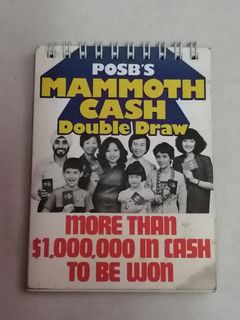 POSB'S
MAMMOTH
CASH
Double Draw
MORE THAN
$1,000,000 IN CASH
TO BE WON